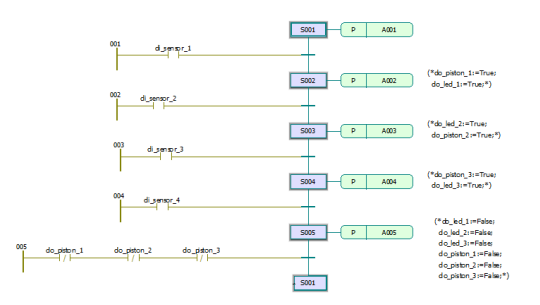 S001 P A001
001 di_sensor_1
S002 P A002 (*do_piston_1:=True;
do_led_1:=True;*)
002 di_sensor_2
S003 P A003 (*do_led_2:=True;
do_piston_2:=True;*)
003 di_sensor_3
S004 P A004 (*do_piston_3:=True;
do_led_3:=True;*)
004 di_sensor_4
S005 P A005 (*do_led_1:=False;
do_led_2:=False;
do_led_3:=False;
do_piston_1:=False;
do_piston_2:=False;
do_piston_3:=False;*)
005 do_piston_1 do_piston_2 do_piston_3
S001